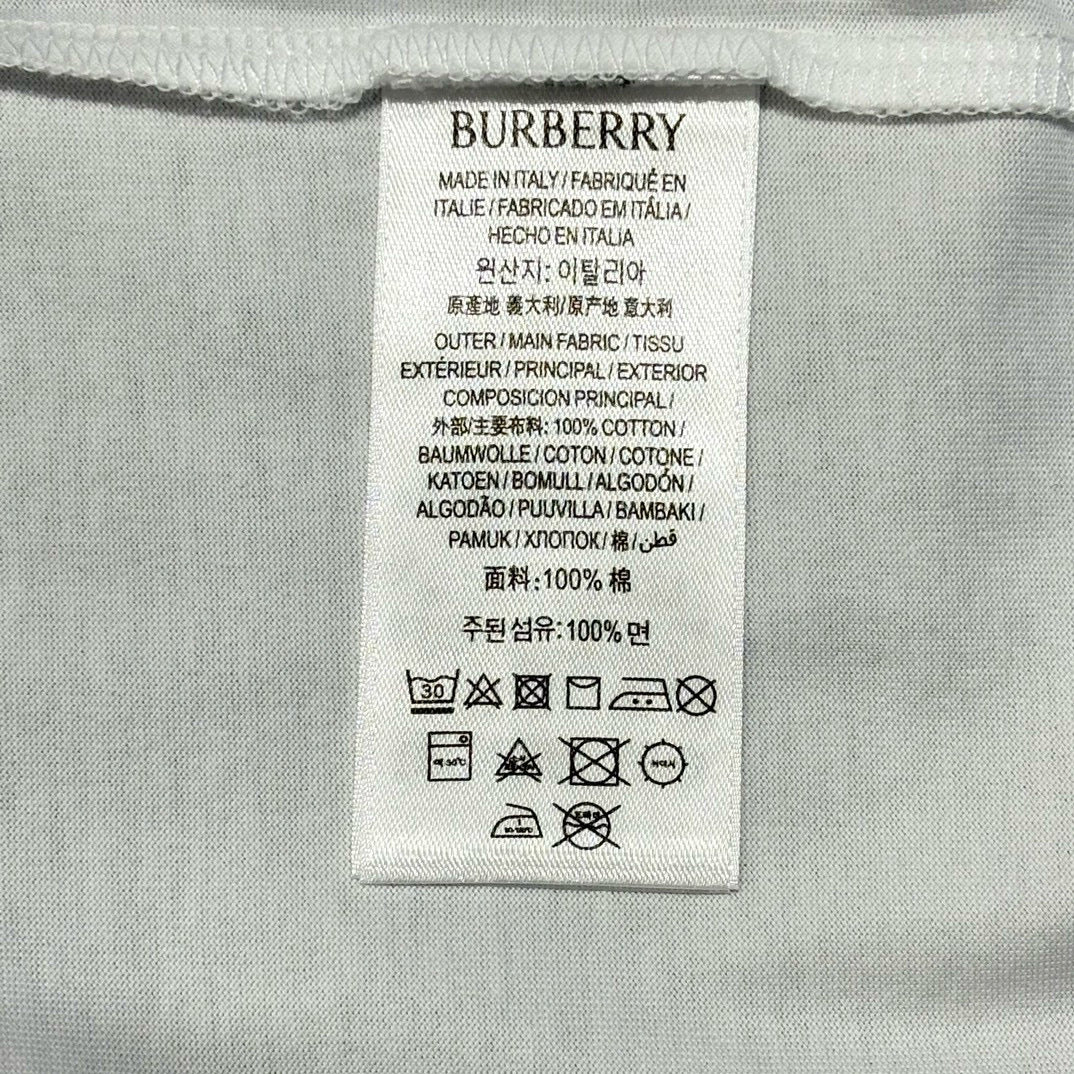 BURBERRY
MADE IN ITALY / FABRIQUÉ EN
ITALIE / FABRICADO EM ITÁLIA /
HECHO EN ITALIA
원산지: 이탈리아
原產地 義大利/原产地 意大利
OUTER / MAIN FABRIC / TISSU
EXTÉRIEUR / PRINCIPAL / EXTERIOR
COMPOSICION PRINCIPAL /
外部/主要布料: 100% COTTON /
BAUMWOLLE / COTON / COTONE /
KATOEN / BOMULL / ALGODÓN /
ALGODÃO / PUUVILLA / BAMBAKI /
PAMUK / ХЛОПОК / 棉 / قطن
面料:100% 棉
주된 섬유:100% 면
30